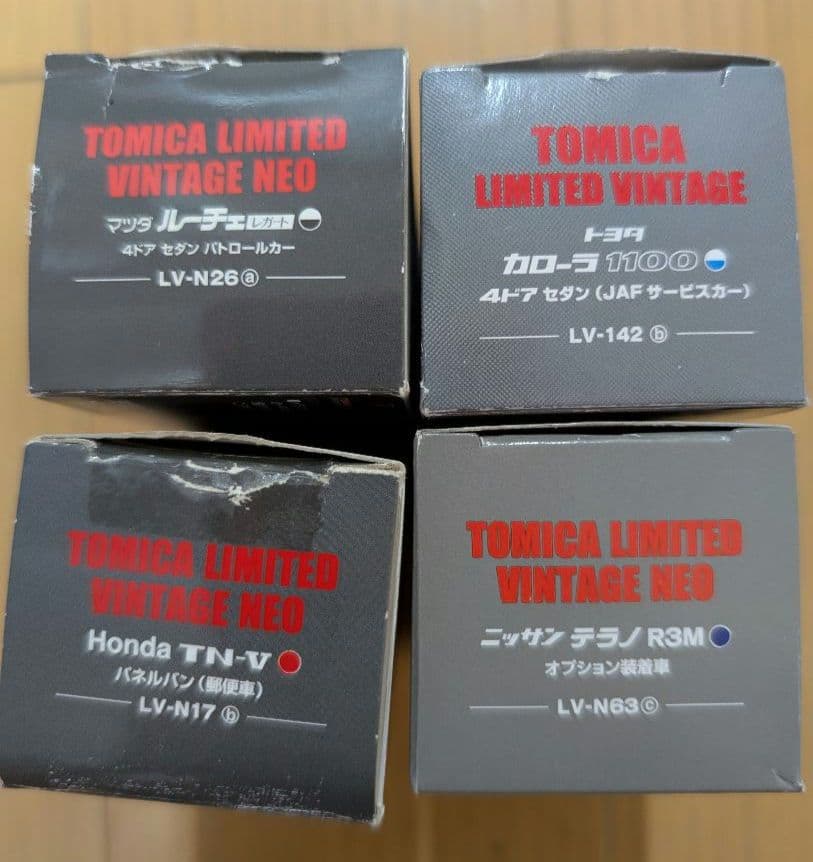 TOMICA LIMITED
VINTAGE NEO
マツダ ルーチェ レガート
4ドア セダン パトロールカー
LV-N26 ⓐ
TOMICA
LIMITED VINTAGE
トヨタ
カローラ 1100
4ドア セダン (JAF サービスカー)
LV-142 ⓑ
TOMICA LIMITED
VINTAGE NEO
Honda TN-V
パネルバン (郵便車)
LV-N17 ⓑ
TOMICA LIMITED
VINTAGE NEO
ニッサン テラノ R3M
オプション装着車
LV-N63 ⓒ